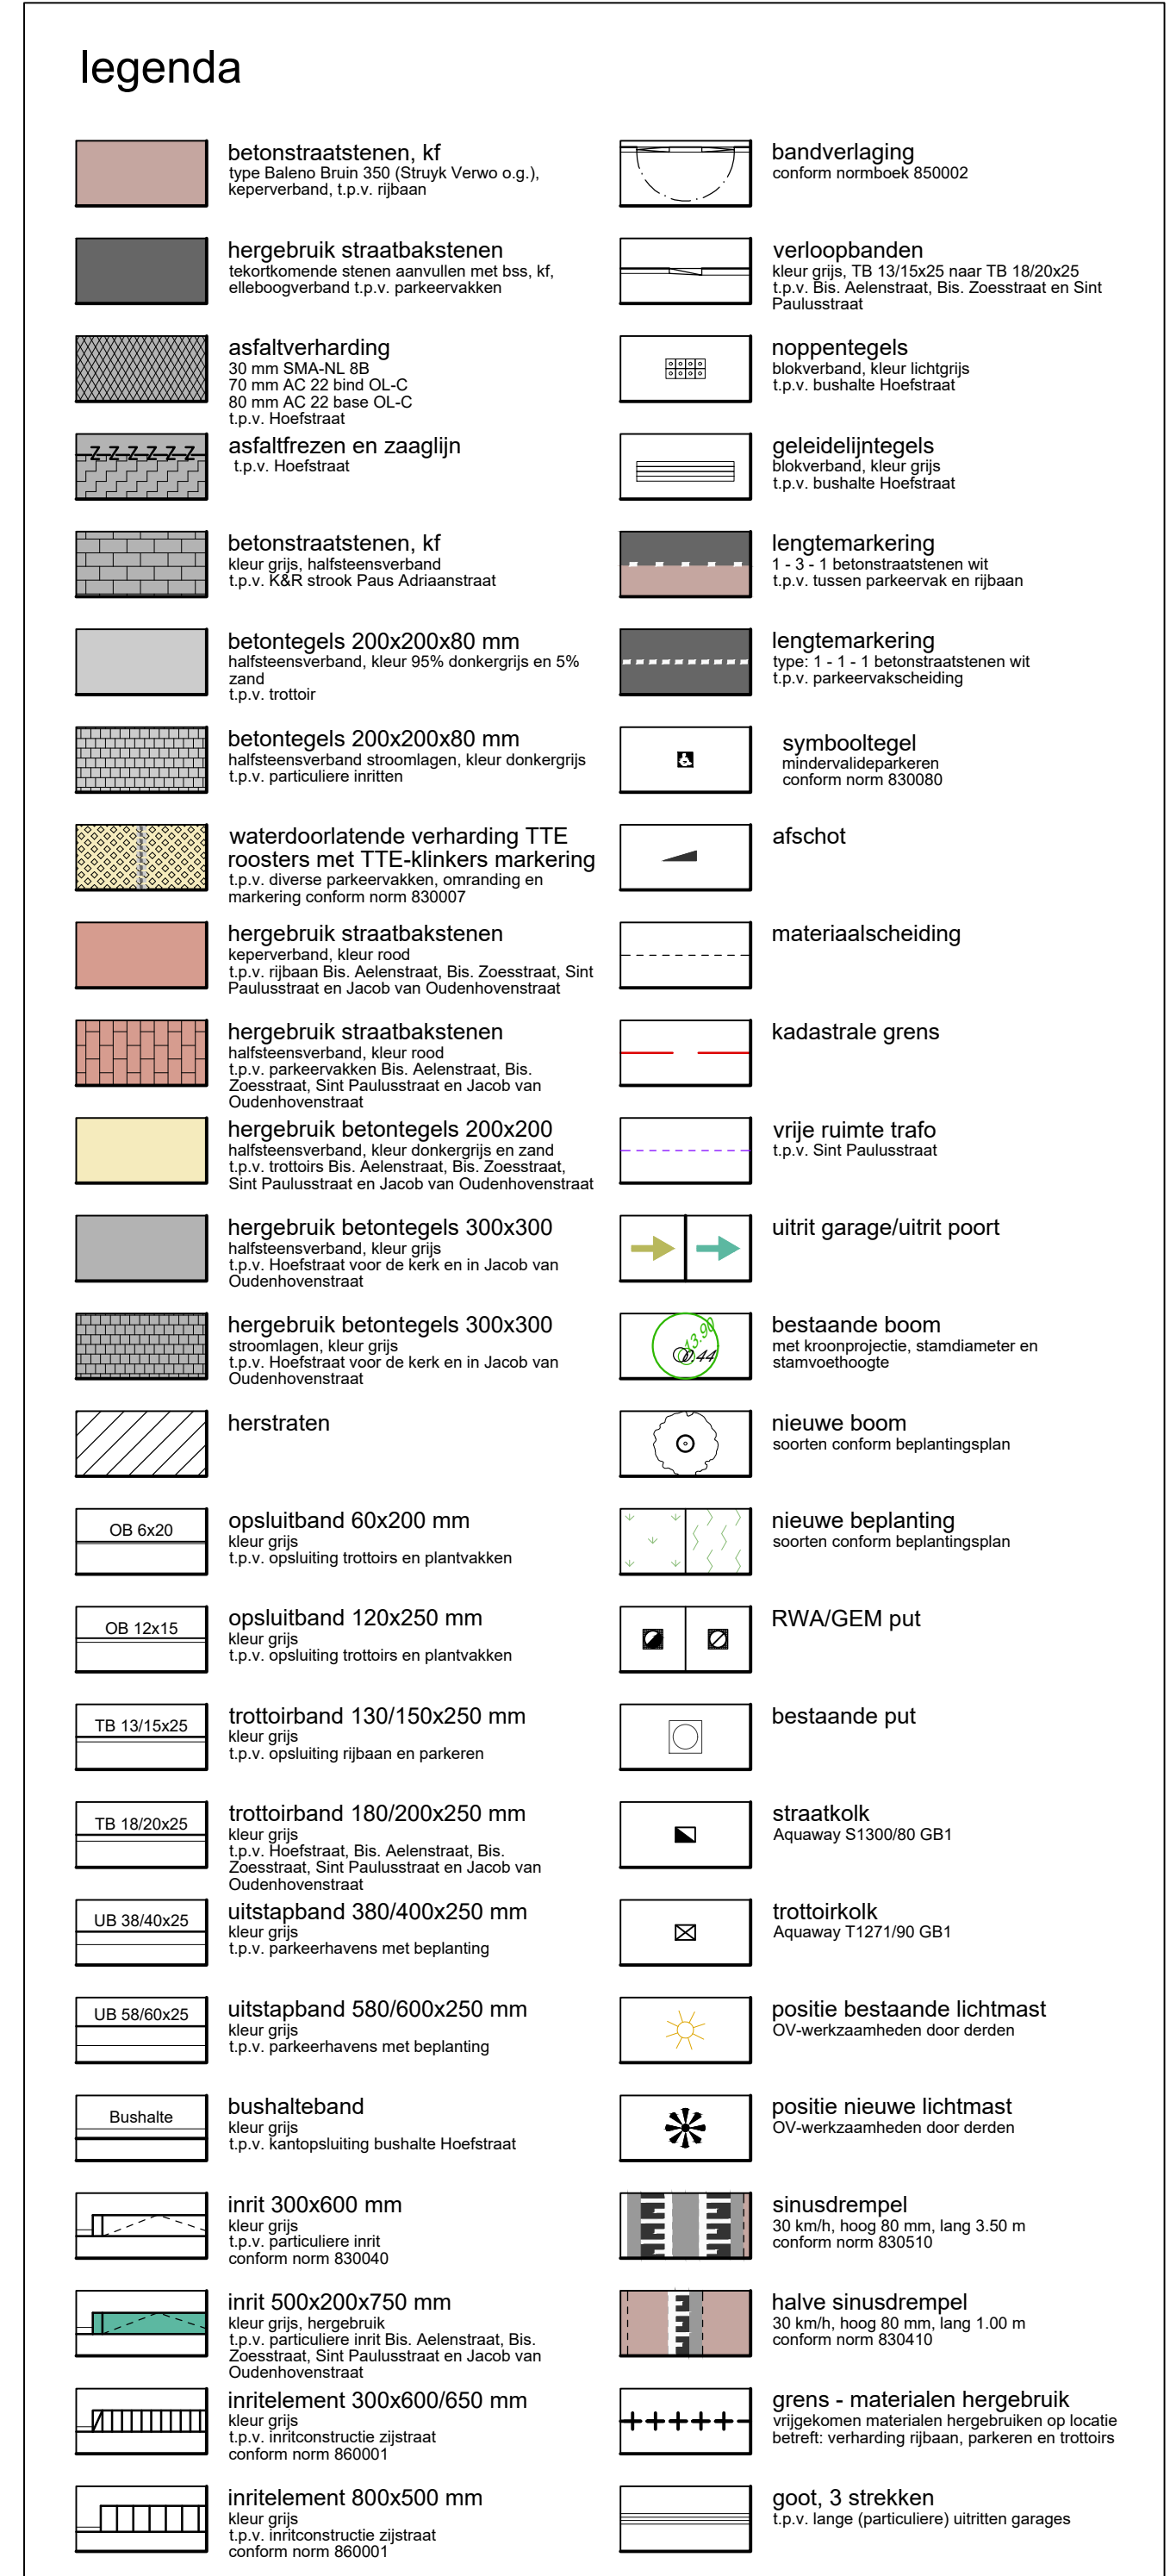 legenda
betonstraatstenen, kf
type Baleno Bruin 350 (Struyk Verwo o.g.),
keperverband, t.p.v. rijbaan
hergebruik straatbakstenen
tekortkomende stenen aanvullen met bss, kf,
elleboogverband t.p.v. parkeervakken
asfaltverharding
30 mm SMA-NL 8B
70 mm AC 22 bind OL-C
80 mm AC 22 base OL-C
t.p.v. Hoefstraat
Z Z Z Z Z Z
asfaltfrezen en zaaglijn
t.p.v. Hoefstraat
betonstraatstenen, kf
kleur grijs, halfsteensverband
t.p.v. K&R strook Paus Adriaanstraat
betontegels 200x200x80 mm
halfsteensverband, kleur 95% donkergrijs en 5%
zand
t.p.v. trottoir
betontegels 200x200x80 mm
halfsteensverband stroomlagen, kleur donkergrijs
t.p.v. particuliere inritten
waterdoorlatende verharding TTE
roosters met TTE-klinkers markering
t.p.v. diverse parkeervakken, omranding en
markering conform norm 830007
hergebruik straatbakstenen
keperverband, kleur rood
t.p.v. rijbaan Bis. Aelenstraat, Bis. Zoesstraat, Sint
Paulusstraat en Jacob van Oudenhovenstraat
hergebruik straatbakstenen
halfsteensverband, kleur rood
t.p.v. parkeervakken Bis. Aelenstraat, Bis.
Zoesstraat, Sint Paulusstraat en Jacob van
Oudenhovenstraat
hergebruik betontegels 200x200
halfsteensverband, kleur donkergrijs en zand
t.p.v. trottoirs Bis. Aelenstraat, Bis. Zoesstraat,
Sint Paulusstraat en Jacob van Oudenhovenstraat
hergebruik betontegels 300x300
halfsteensverband, kleur grijs
t.p.v. Hoefstraat voor de kerk en in Jacob van
Oudenhovenstraat
hergebruik betontegels 300x300
stroomlagen, kleur grijs
t.p.v. Hoefstraat voor de kerk en in Jacob van
Oudenhovenstraat
herstraten
OB 6x20
opsluitband 60x200 mm
kleur grijs
t.p.v. opsluiting trottoirs en plantvakken
OB 12x15
opsluitband 120x250 mm
kleur grijs
t.p.v. opsluiting trottoirs en plantvakken
TB 13/15x25
trottoirband 130/150x250 mm
kleur grijs
t.p.v. opsluiting rijbaan en parkeren
TB 18/20x25
trottoirband 180/200x250 mm
kleur grijs
t.p.v. Hoefstraat, Bis. Aelenstraat, Bis.
Zoesstraat, Sint Paulusstraat en Jacob van
Oudenhovenstraat
UB 38/40x25
uitstapband 380/400x250 mm
kleur grijs
t.p.v. parkeerhavens met beplanting
UB 58/60x25
uitstapband 580/600x250 mm
kleur grijs
t.p.v. parkeerhavens met beplanting
Bushalte
bushalteband
kleur grijs
t.p.v. kantopsluiting bushalte Hoefstraat
inrit 300x600 mm
kleur grijs
t.p.v. particuliere inrit
conform norm 830040
inrit 500x200x750 mm
kleur grijs, hergebruik
t.p.v. particuliere inrit Bis. Aelenstraat, Bis.
Zoesstraat, Sint Paulusstraat en Jacob van
Oudenhovenstraat
inritelement 300x600/650 mm
kleur grijs
t.p.v. inritconstructie zijstraat
conform norm 860001
inritelement 800x500 mm
kleur grijs
t.p.v. inritconstructie zijstraat
conform norm 860001
bandverlaging
conform normboek 850002
verloopbanden
kleur grijs, TB 13/15x25 naar TB 18/20x25
t.p.v. Bis. Aelenstraat, Bis. Zoesstraat en Sint
Paulusstraat
noppentegels
blokverband, kleur lichtgrijs
t.p.v. bushalte Hoefstraat
geleidelijntegels
blokverband, kleur grijs
t.p.v. bushalte Hoefstraat
lengtemarkering
1 - 3 - 1 betonstraatstenen wit
t.p.v. tussen parkeervak en rijbaan
lengtemarkering
type: 1 - 1 - 1 betonstraatstenen wit
t.p.v. parkeervakscheiding
symbooltegel
mindervalideparkeren
conform norm 830080
afschot
materiaalscheiding
kadastrale grens
vrije ruimte trafo
t.p.v. Sint Paulusstraat
uitrit garage/uitrit poort
13.90
0.44
bestaande boom
met kroonprojectie, stamdiameter en
stamvoethoogte
nieuwe boom
soorten conform beplantingsplan
nieuwe beplanting
soorten conform beplantingsplan
RWA/GEM put
bestaande put
straatkolk
Aquaway S1300/80 GB1
trottoirkolk
Aquaway T1271/90 GB1
positie bestaande lichtmast
OV-werkzaamheden door derden
positie nieuwe lichtmast
OV-werkzaamheden door derden
sinusdrempel
30 km/h, hoog 80 mm, lang 3.50 m
conform norm 830510
halve sinusdrempel
30 km/h, hoog 80 mm, lang 1.00 m
conform norm 830410
grens - materialen hergebruik
vrijgekomen materialen hergebruiken op locatie
betreft: verharding rijbaan, parkeren en trottoirs
goot, 3 strekken
t.p.v. lange (particuliere) uitritten garages